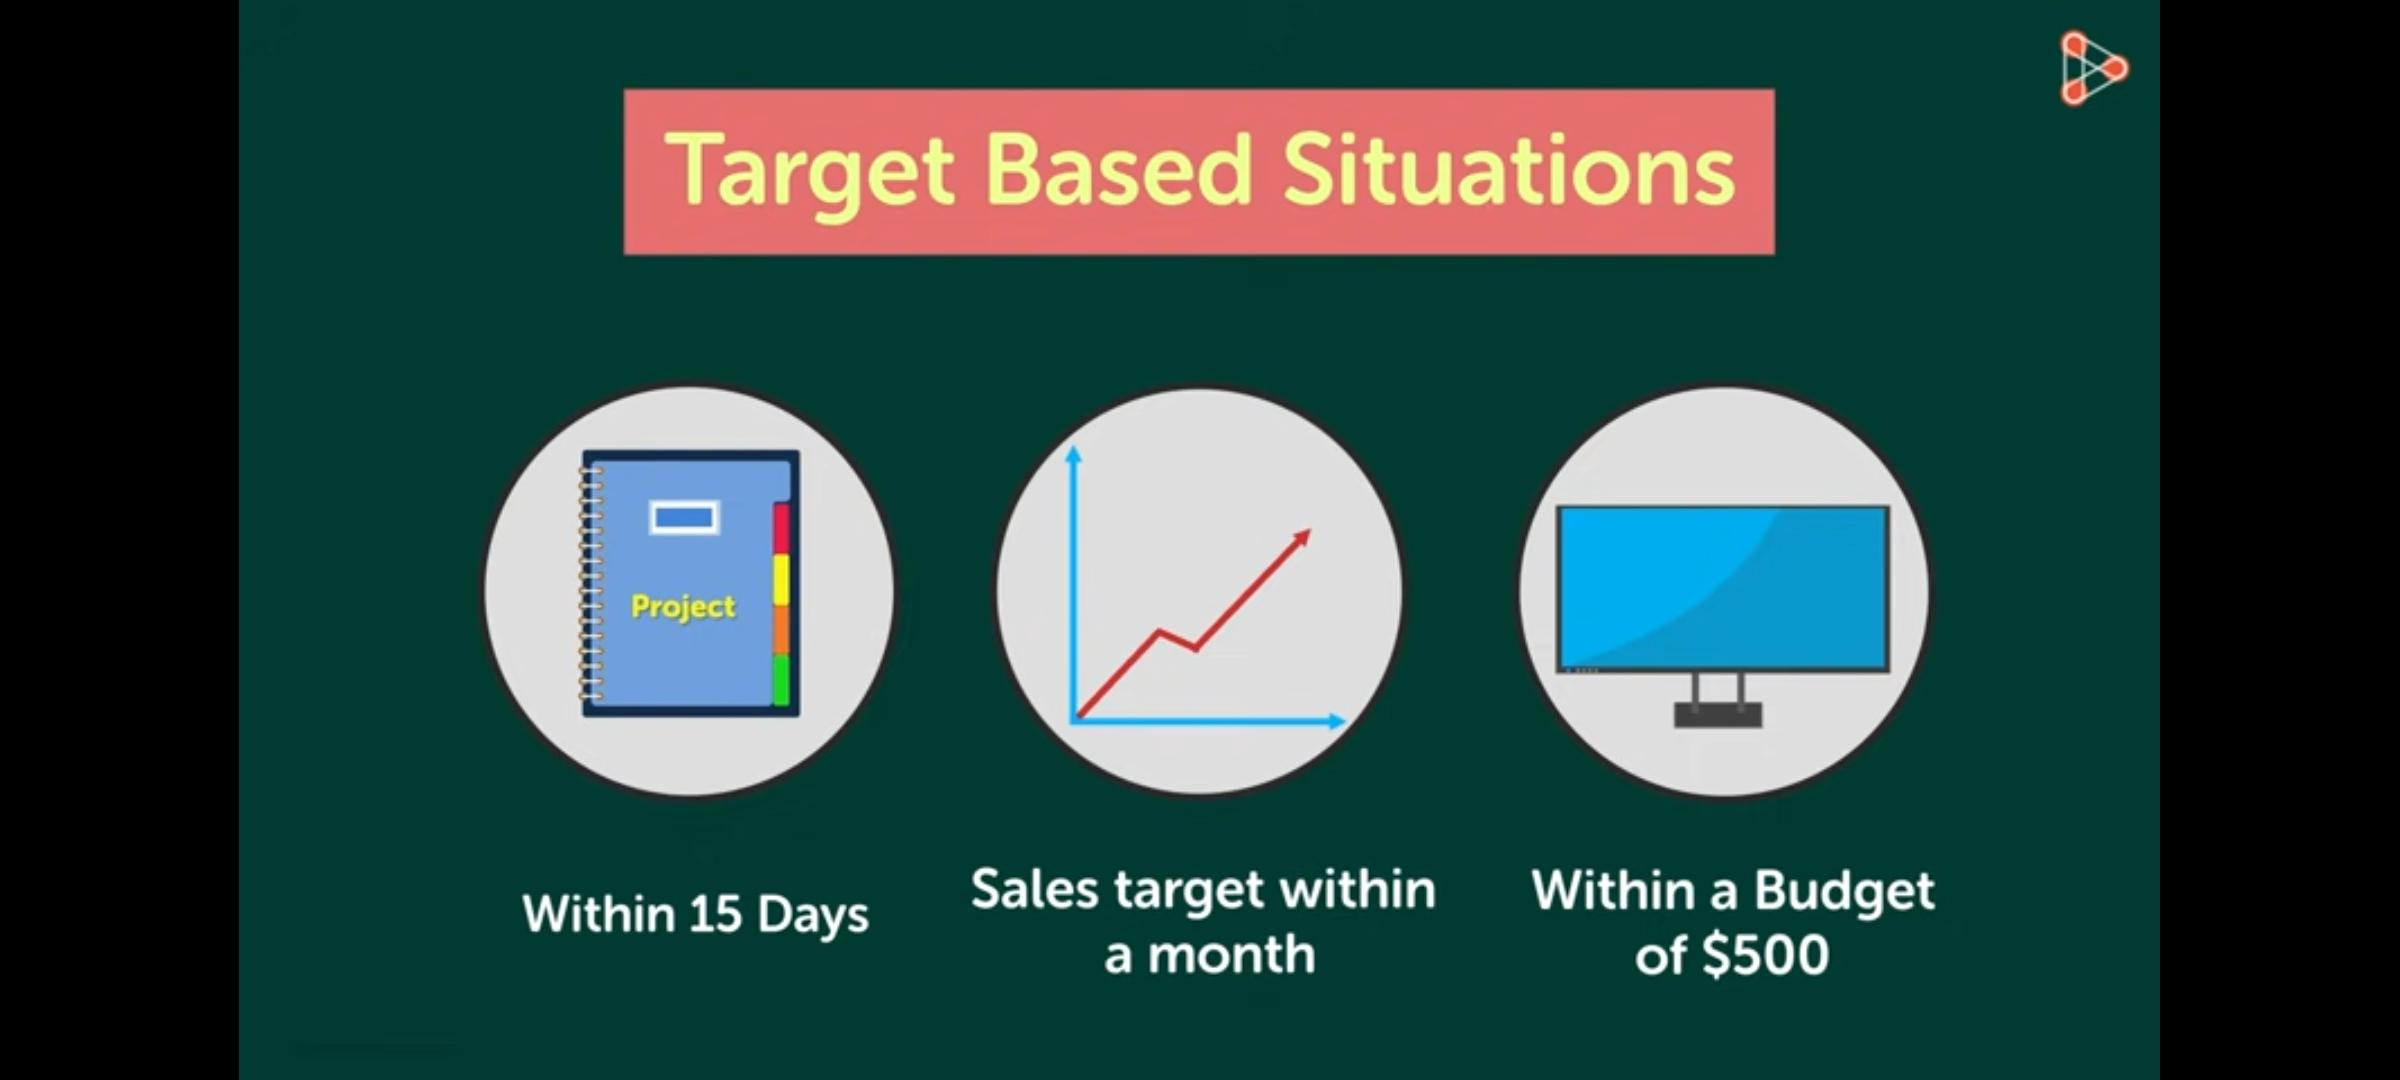 Target Based Situations
Project
Within 15 Days
Sales target within
a month
Within a Budget
of $500